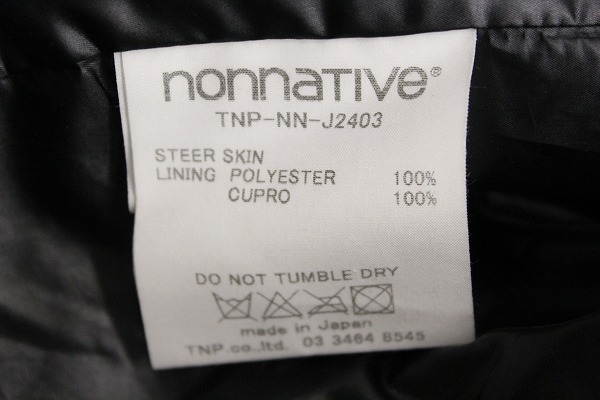 nonnative®
TNP-NN-J2403
STEER SKIN
LINING POLYESTER 100%
CUPRO 100%
DO NOT TUMBLE DRY
made in Japan
TNP.co.,ltd. 03 3464 8545